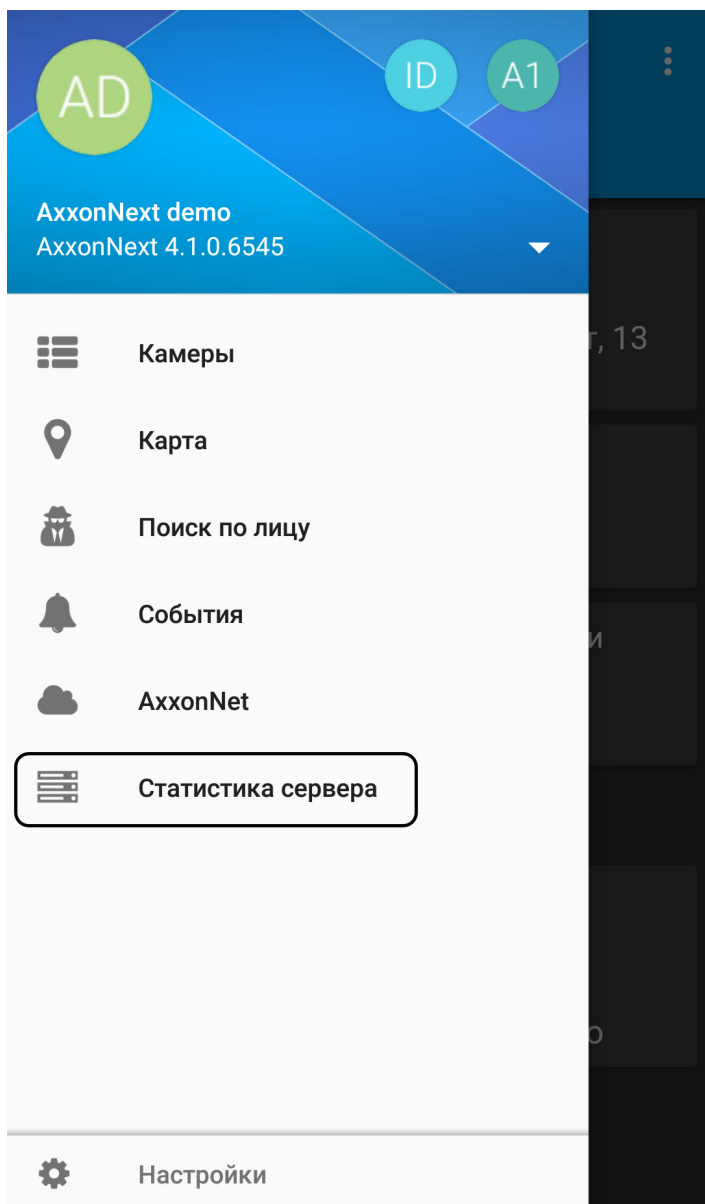 AD
ID
A1
AxxonNext demo
AxxonNext 4.1.0.6545
Камеры
, 13
Карта
Поиск по лицу
События
и
AxxonNet
Статистика сервера
о
Настройки